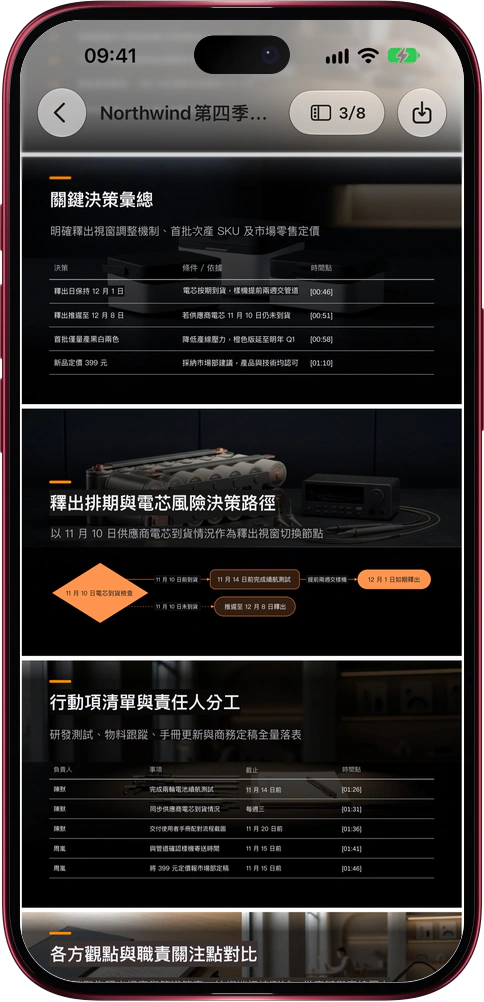 09:41
Northwind 第四季...
3/8
關鍵決策彙總
明確釋出視窗調整機制、首批次產 SKU 及市場零售定價
決策 條件 / 依據 時間點
釋出日保持 12 月 1 日 電芯按期到貨，樣機提前兩週交管道 [00:46]
釋出推遲至 12 月 8 日 若供應商電芯 11 月 10 日仍未到貨 [00:51]
首批僅量產黑白兩色 降低產線壓力，橙色版延至明年 Q1 [00:58]
新品定價 399 元 採納市場部建議，產品與技術均認可 [01:10]
釋出排期與電芯風險決策路徑
以 11 月 10 日供應商電芯到貨情況作為釋出視窗切換節點
11 月 10 日電芯到貨檢查
11 月 10 日前到貨
11 月 14 日前完成續航測試
提前兩週交樣機
12 月 1 日如期釋出
11 月 10 日未到貨
推遲至 12 月 8 日釋出
行動項清單與責任人分工
研發測試、物料跟蹤、手冊更新與商務定稿全量落表
負責人 事項 截止 時間點
陳默 完成兩輪電池續航測試 11 月 14 日前 [01:26]
陳默 同步供應商電芯到貨情況 每週三 [01:31]
陳默 交付使用者手冊配對流程截圖 11 月 20 日前 [01:36]
周嵐 與管道確認樣機寄送時間 11 月 15 日前 [01:41]
周嵐 將 399 元定價報市場部定稿 11 月 15 日前 [01:46]
各方觀點與職責關注點對比